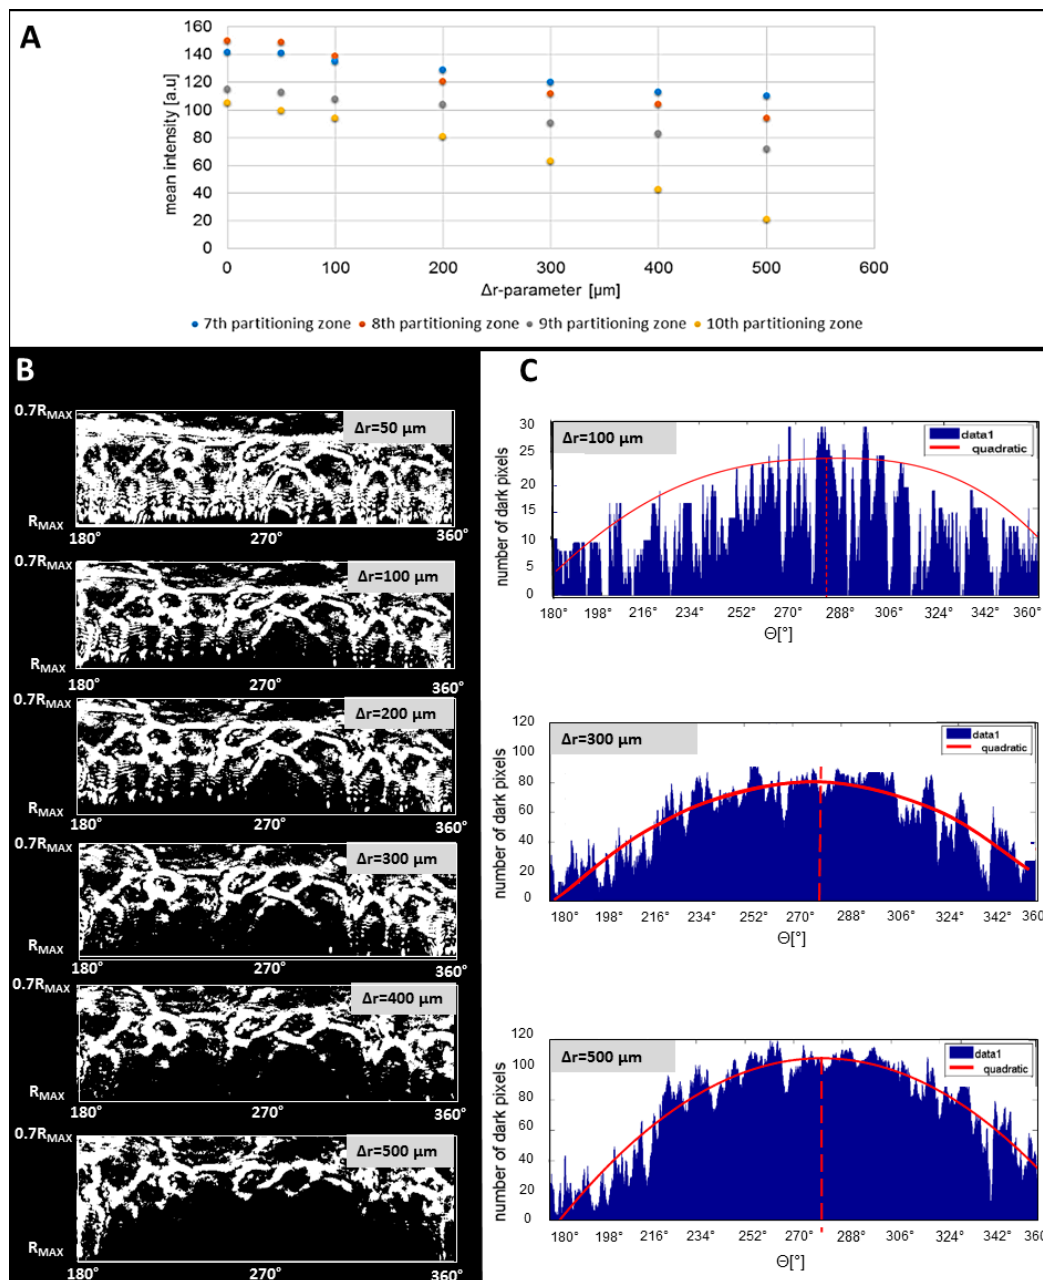 A
mean intensity [a.u]
160
140
120
100
80
60
40
20
0
0 100 200 300 400 500 600
Δr-parameter [µm]
7th partitioning zone 8th partitioning zone 9th partitioning zone 10th partitioning zone
B
0.7RMAX
Δr=50 µm
RMAX
180° 270° 360°
0.7RMAX
Δr=100 µm
RMAX
180° 270° 360°
0.7RMAX
Δr=200 µm
RMAX
180° 270° 360°
0.7RMAX
Δr=300 µm
RMAX
180° 270° 360°
0.7RMAX
Δr=400 µm
RMAX
180° 270° 360°
0.7RMAX
Δr=500 µm
RMAX
180° 270° 360°
C
Δr=100 µm
data1
quadratic
number of dark pixels
30
25
20
15
10
5
0
180° 198° 216° 234° 252° 270° 288° 306° 324° 342° 360°
Θ[°]
Δr=300 µm
data1
quadratic
number of dark pixels
120
100
80
60
40
20
0
180° 198° 216° 234° 252° 270° 288° 306° 324° 342° 360
Θ[°]
Δr=500 µm
data1
quadratic
number of dark pixels
120
100
80
60
40
20
0
180° 198° 216° 234° 252° 270° 288° 306° 324° 342° 360
Θ[°]